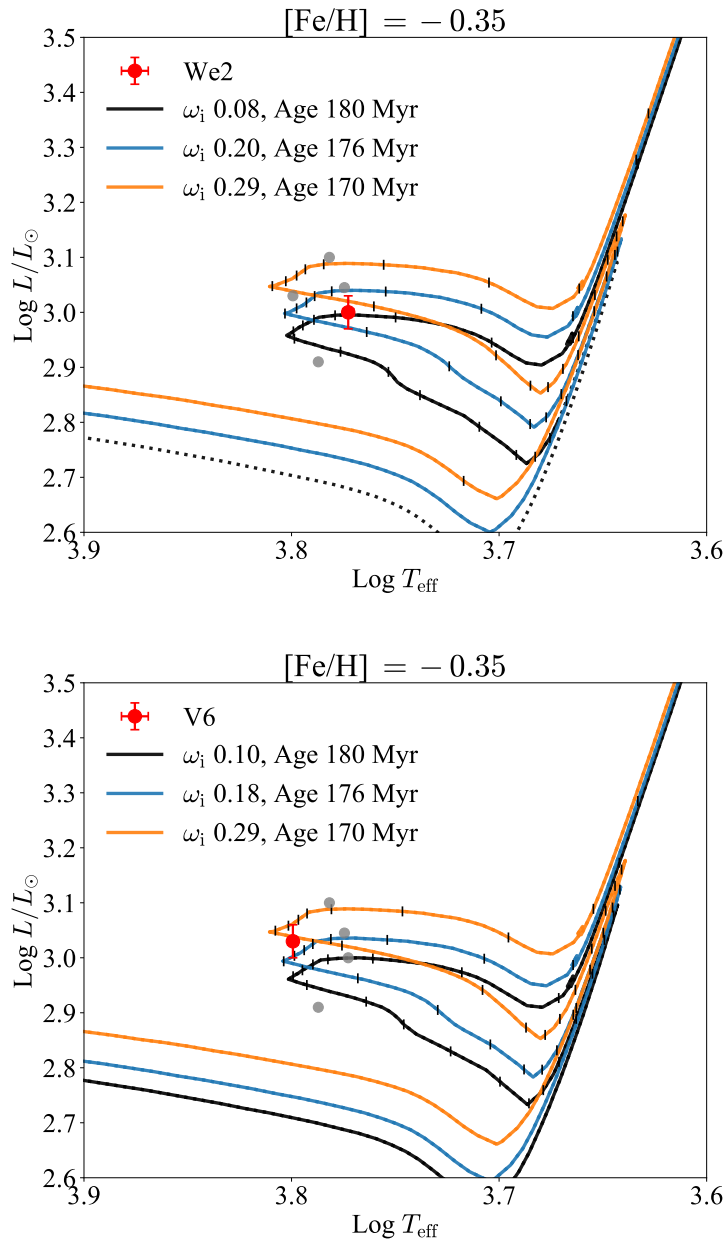 [Fe/H] = −0.35
3.5
3.4
3.3
3.2
3.1
3.0
2.9
2.8
2.7
2.6
Log L/L⊙
We2
ωi 0.08, Age 180 Myr
ωi 0.20, Age 176 Myr
ωi 0.29, Age 170 Myr
3.9 3.8 3.7 3.6
Log Teff
[Fe/H] = −0.35
3.5
3.4
3.3
3.2
3.1
3.0
2.9
2.8
2.7
2.6
Log L/L⊙
V6
ωi 0.10, Age 180 Myr
ωi 0.18, Age 176 Myr
ωi 0.29, Age 170 Myr
3.9 3.8 3.7 3.6
Log Teff